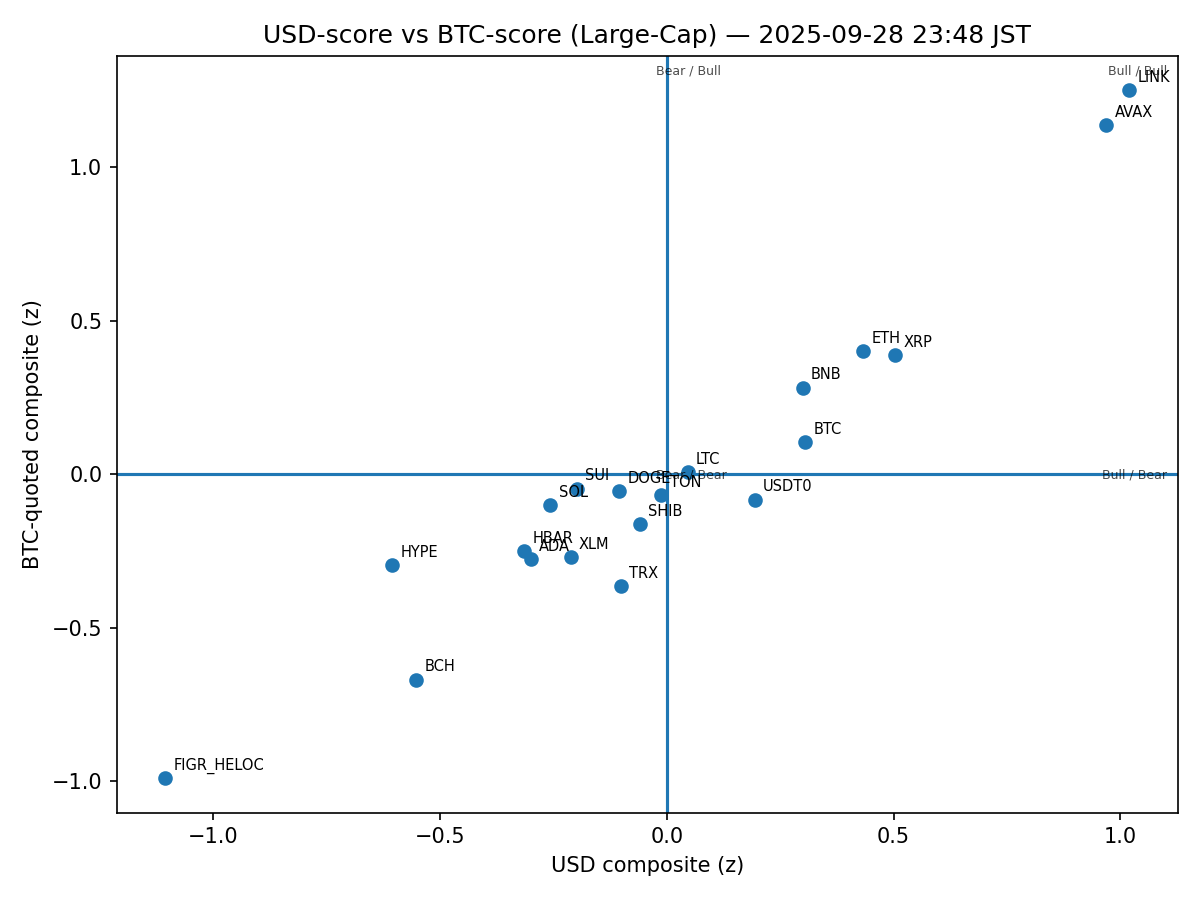 USD-score vs BTC-score (Large-Cap) — 2025-09-28 23:48 JST
Bear / Bull
Bull / Bull
LINK
AVAX
1.0
0.5
ETH
XRP
BNB
BTC
LTC
0.0
SUI
DOGE
TON
Bear / Bear
Bull / Bear
SOL
USDT0
SHIB
HBAR
ADA
XLM
HYPE
TRX
−0.5
BCH
FIGR_HELOC
−1.0
−1.0
−0.5
0.0
0.5
1.0
USD composite (z)
BTC-quoted composite (z)